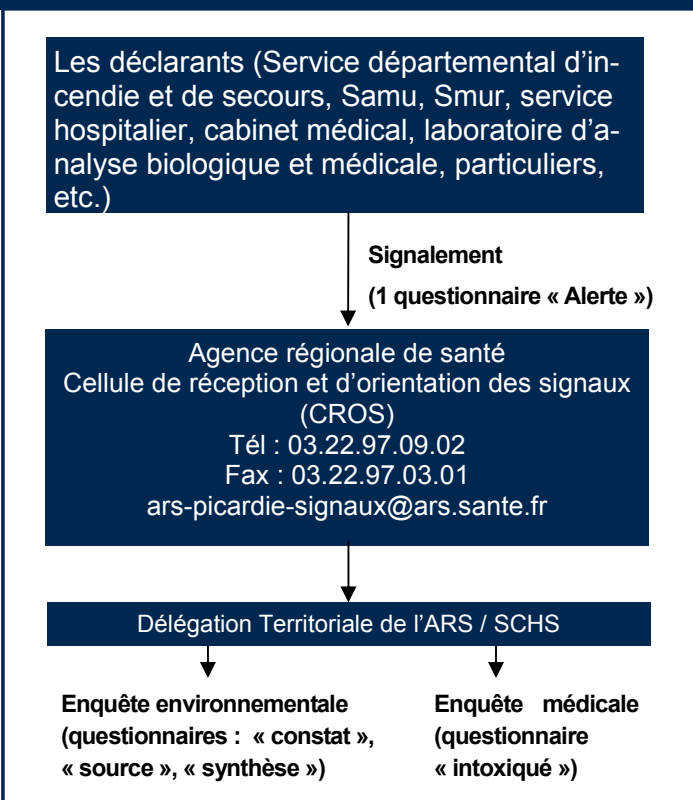 Les déclarants (Service départemental d'in-
cendie et de secours, Samu, Smur, service
hospitalier, cabinet médical, laboratoire d'a-
nalyse biologique et médicale, particuliers,
etc.)
Signalement
(1 questionnaire « Alerte »)
Agence régionale de santé
Cellule de réception et d'orientation des signaux
(CROS)
Tél : 03.22.97.09.02
Fax : 03.22.97.03.01
ars-picardie-signaux@ars.sante.fr
Délégation Territoriale de l'ARS / SCHS
Enquête environnementale
(questionnaires : « constat »,
« source », « synthèse »)
Enquête médicale
(questionnaire
« intoxiqué »)